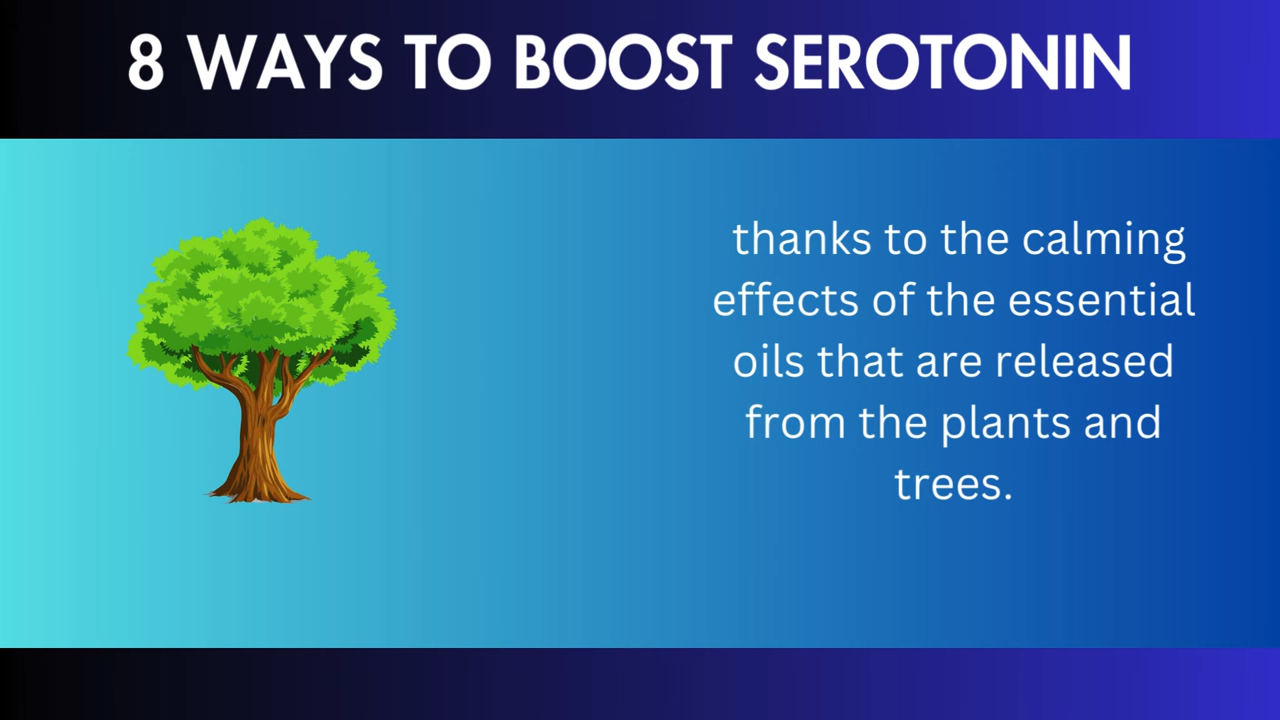 8 WAYS TO BOOST SEROTONIN
thanks to the calming
effects of the essential
oils that are released
from the plants and
trees.